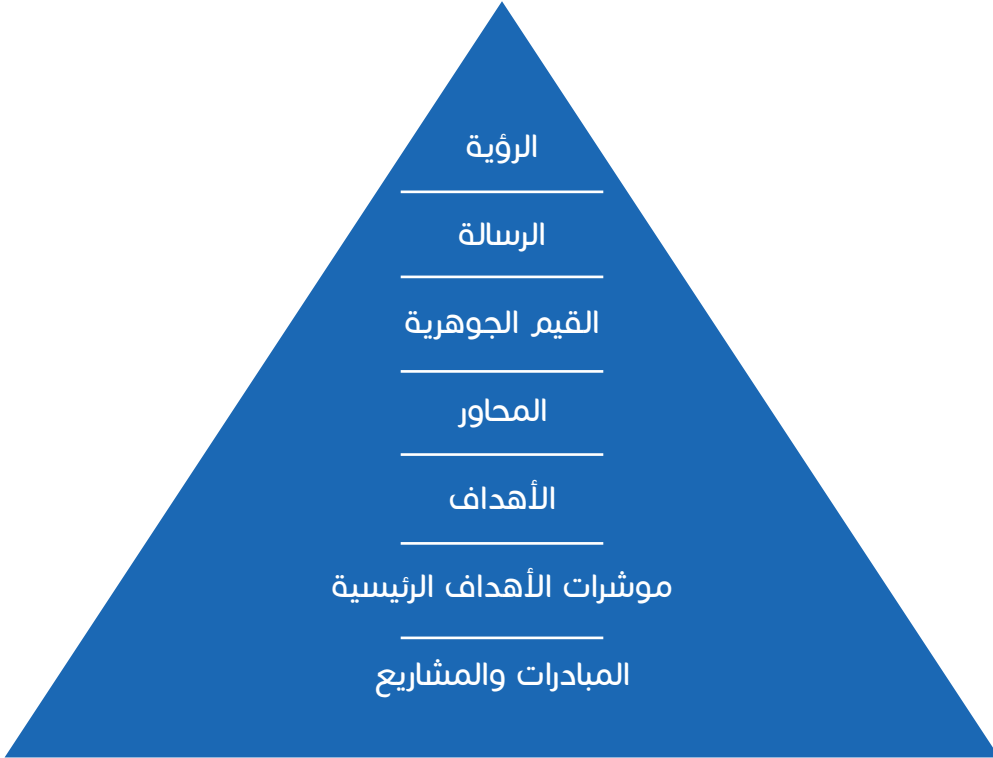 الرؤية
الرسالة
القيم الجوهرية
المحاور
الأهداف
موشرات الأهداف الرئيسية
المبادرات والمشاريع